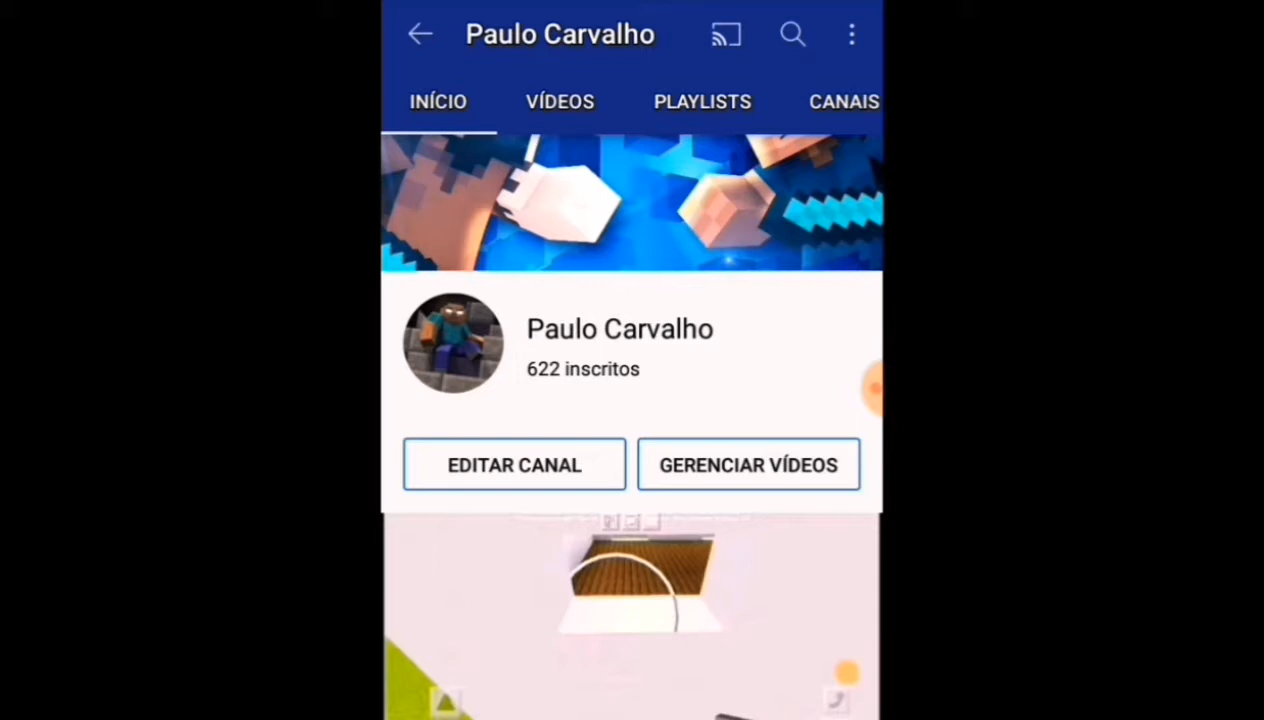 Paulo Carvalho
INÍCIO VÍDEOS PLAYLISTS CANAIS
Paulo Carvalho
622 inscritos
EDITAR CANAL GERENCIAR VÍDEOS